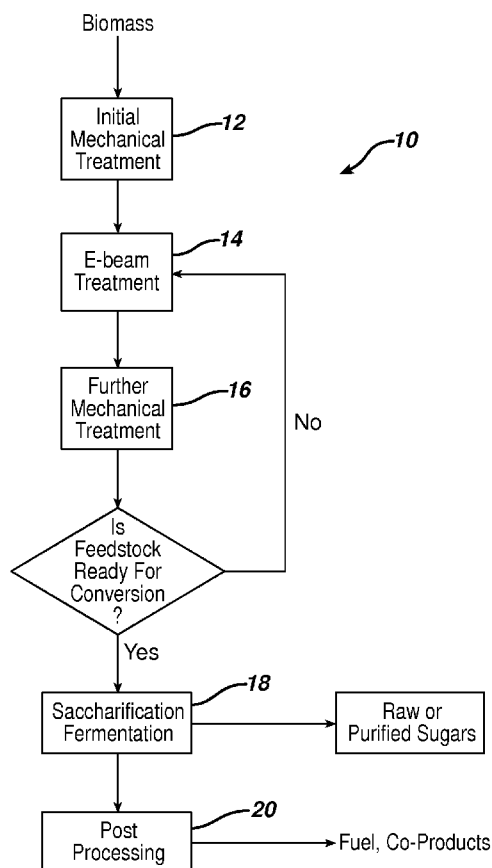 Biomass
Initial
Mechanical
Treatment
12
10
E-beam
Treatment
14
Further
Mechanical
Treatment
16
No
Is
Feedstock
Ready For
Conversion
?
Yes
Saccharification
Fermentation
18
Raw or
Purified Sugars
Post
Processing
20
Fuel, Co-Products